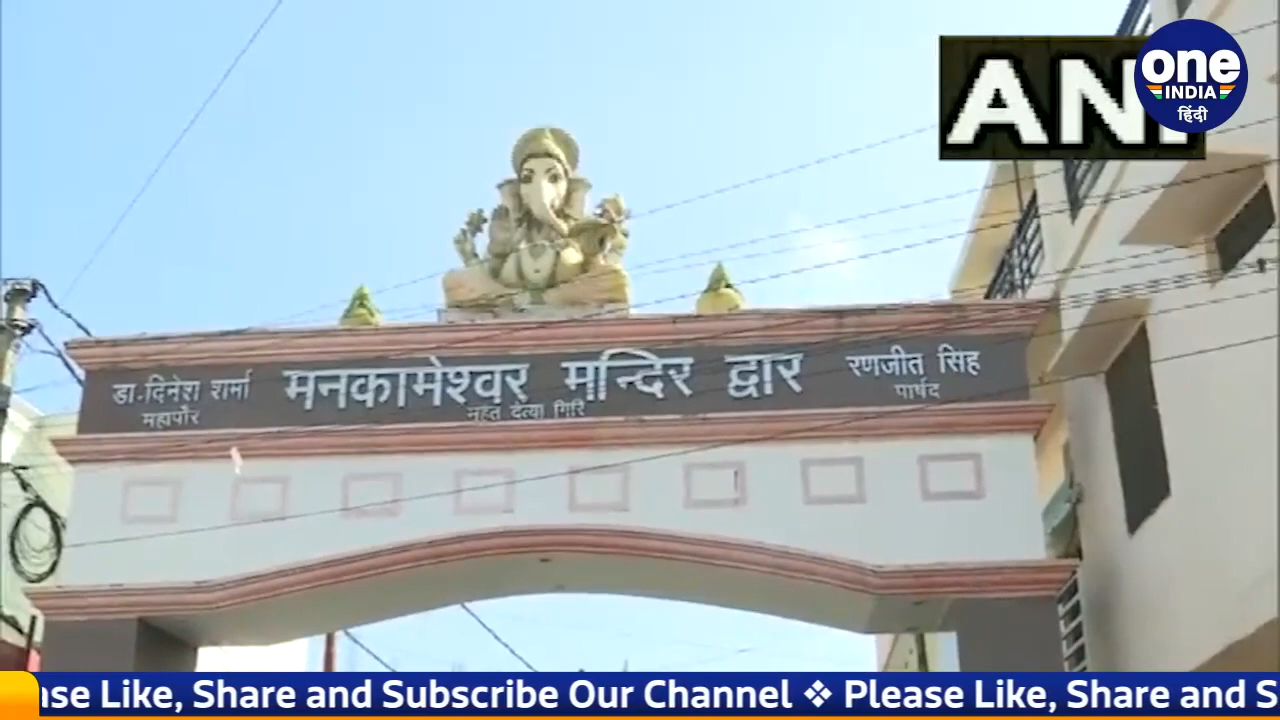 ANI
one
INDIA
हिंदी
डा.दिनेश शर्मा
महापौर
मनकामेश्वर मन्दिर द्वार
महंत देव्या गिरि
रणजीत सिंह
पार्षद
ase Like, Share and Subscribe Our Channel ❖ Please Like, Share and S